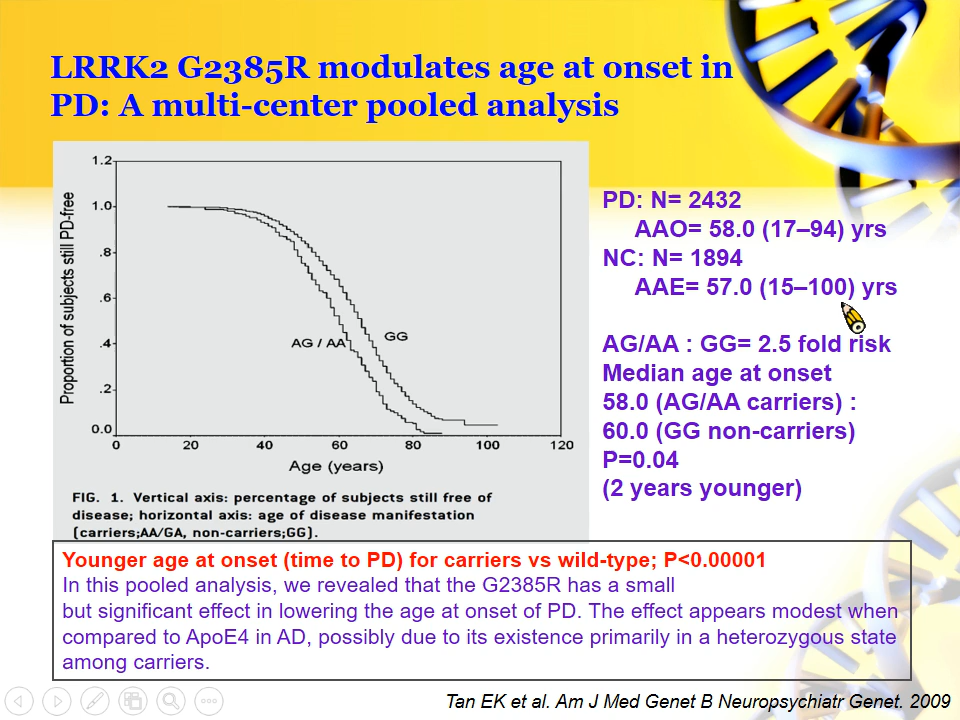 LRRK2 G2385R modulates age at onset in
PD: A multi-center pooled analysis
1.2
1.0
.8
.6
.4
.2
0.0
Proportion of subjects still PD-free
AG / AA
GG
0
20
40
60
80
100
120
Age (years)
FIG. 1. Vertical axis: percentage of subjects still free of
disease; horizontal axis: age of disease manifestation
(carriers;AA/GA, non-carriers;GG).
PD: N= 2432
AAO= 58.0 (17–94) yrs
NC: N= 1894
AAE= 57.0 (15–100) yrs
AG/AA : GG= 2.5 fold risk
Median age at onset
58.0 (AG/AA carriers) :
60.0 (GG non-carriers)
P=0.04
(2 years younger)
Younger age at onset (time to PD) for carriers vs wild-type; P<0.00001
In this pooled analysis, we revealed that the G2385R has a small
but significant effect in lowering the age at onset of PD. The effect appears modest when
compared to ApoE4 in AD, possibly due to its existence primarily in a heterozygous state
among carriers.
Tan EK et al. Am J Med Genet B Neuropsychiatr Genet. 2009